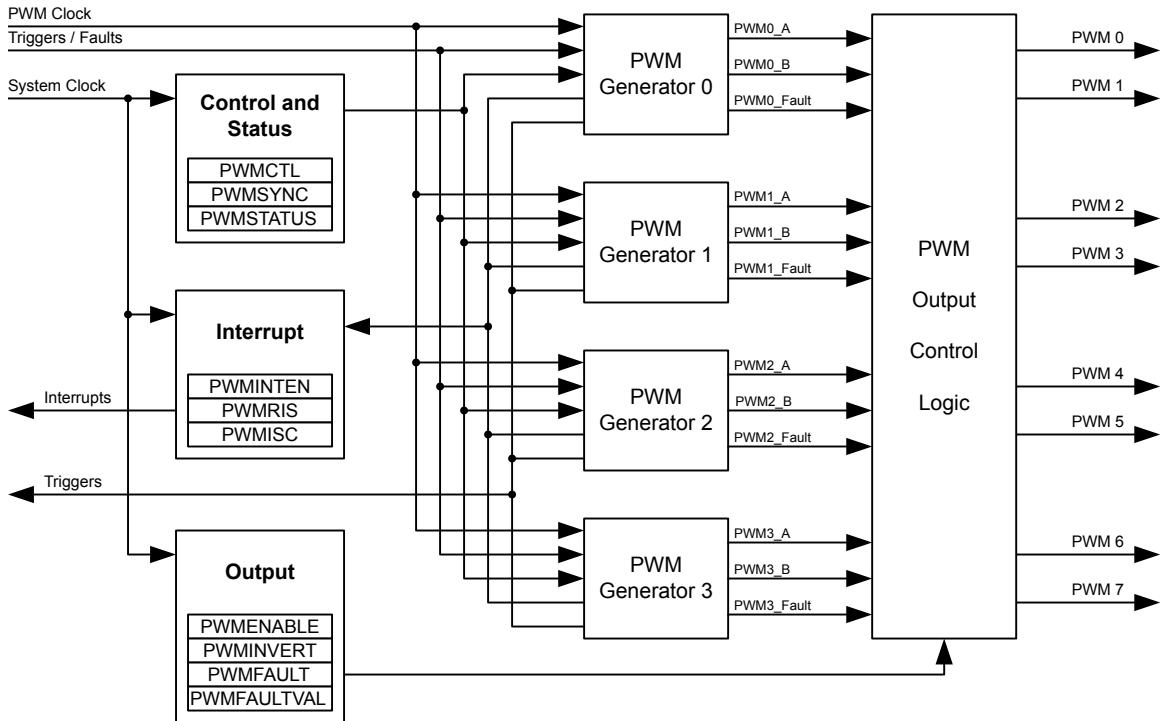 PWM Clock
Triggers / Faults
System Clock
Control and
Status
PWMCTL
PWMSYNC
PWMSTATUS
Interrupt
PWMINTEN
PWMRIS
PWMISC
Interrupts
Triggers
Output
PWMENABLE
PWMINVERT
PWMFAULT
PWMFAULTVAL
PWM
Generator 0
PWM0_A
PWM0_B
PWM0_Fault
PWM
Generator 1
PWM1_A
PWM1_B
PWM1_Fault
PWM
Generator 2
PWM2_A
PWM2_B
PWM2_Fault
PWM
Generator 3
PWM3_A
PWM3_B
PWM3_Fault
PWM
Output
Control
Logic
PWM 0
PWM 1
PWM 2
PWM 3
PWM 4
PWM 5
PWM 6
PWM 7